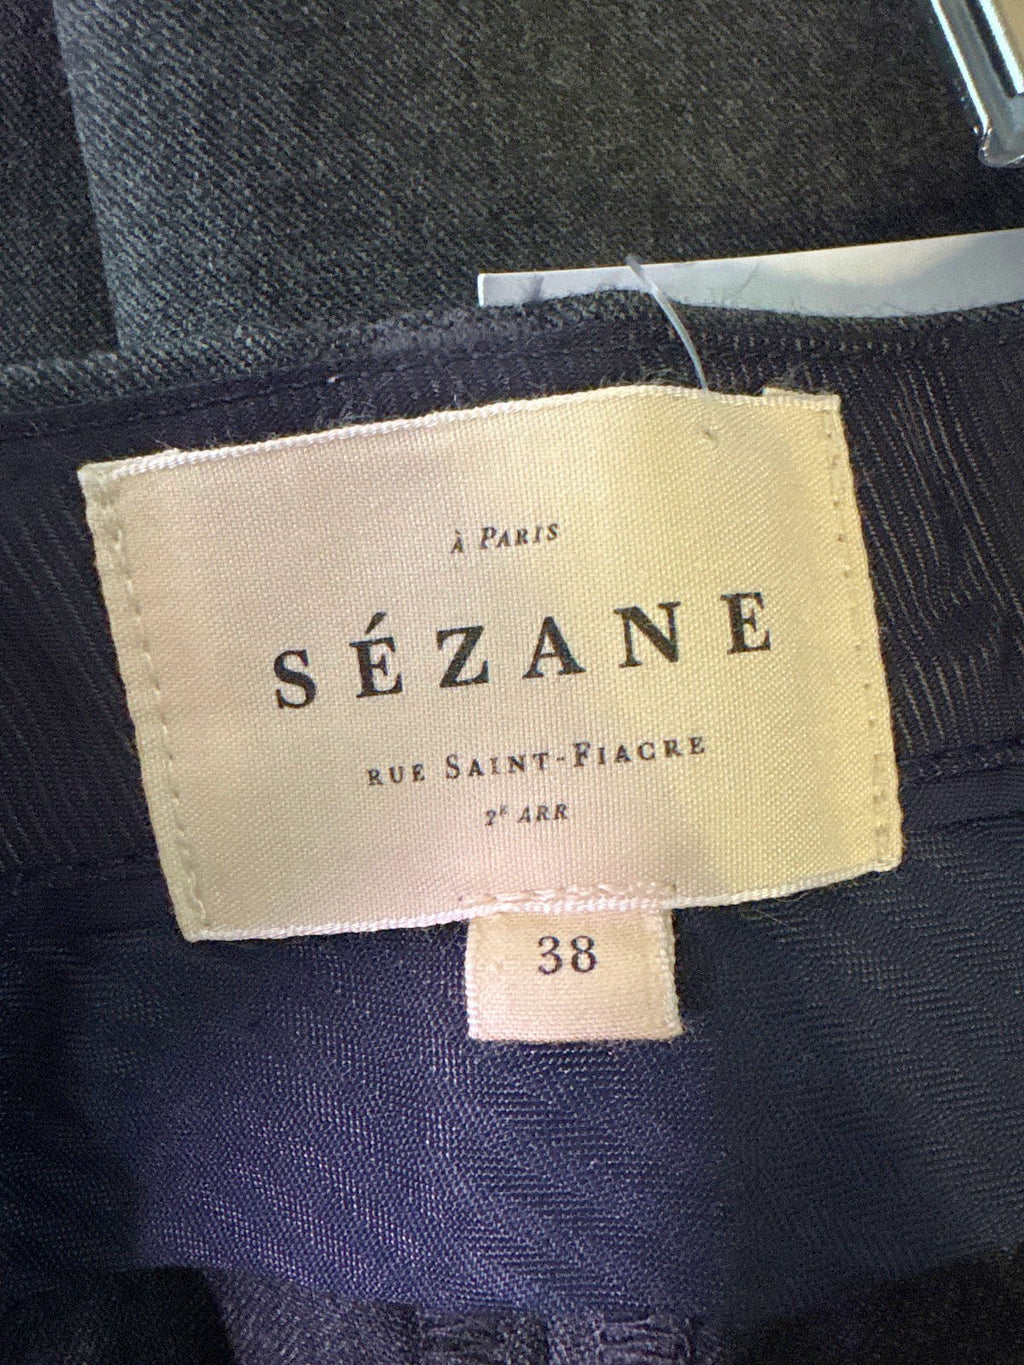 À PARIS
SÉZANE
RUE SAINT-FIACRE
2E ARR
38